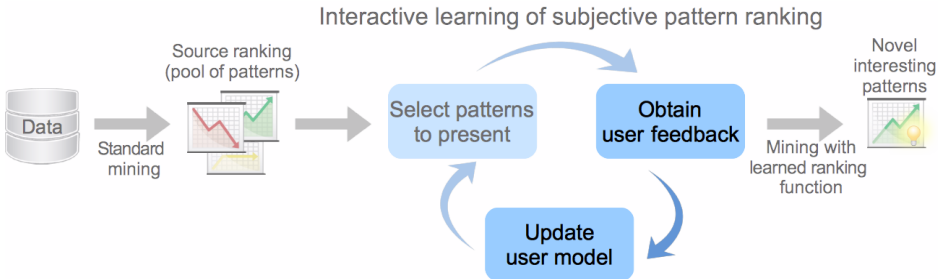 Interactive learning of subjective pattern ranking
Data
Standard
mining
Source ranking
(pool of patterns)
Select patterns
to present
Obtain
user feedback
Update
user model
Mining with
learned ranking
function
Novel
interesting
patterns